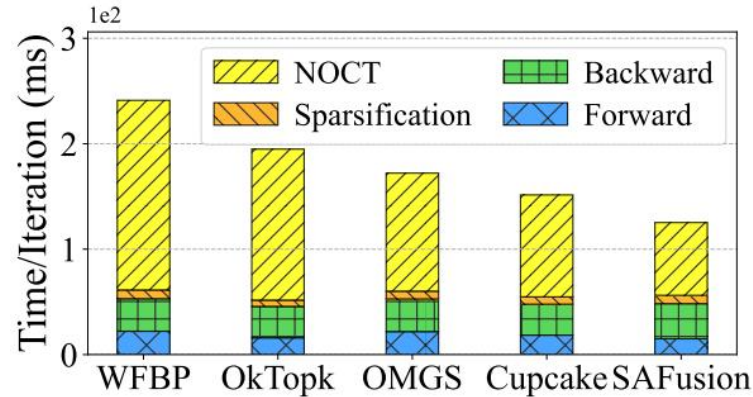 1e2
Time/Iteration (ms)
3
2
1
0
NOCT
Sparsification
Backward
Forward
WFBP OkTopk OMGS Cupcake SAFusion